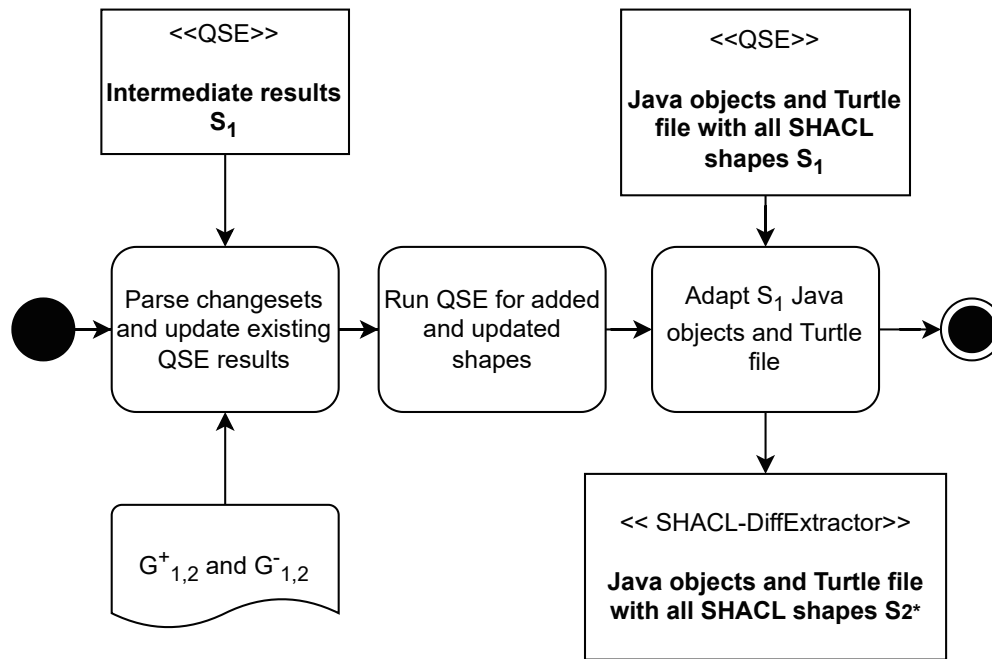 <<QSE>>
Intermediate results
S1
<<QSE>>
Java objects and Turtle
file with all SHACL
shapes S1
Parse changesets
and update existing
QSE results
Run QSE for added
and updated
shapes
Adapt S1 Java
objects and Turtle
file
G+1,2 and G-1,2
<< SHACL-DiffExtractor>>
Java objects and Turtle file
with all SHACL shapes S2*